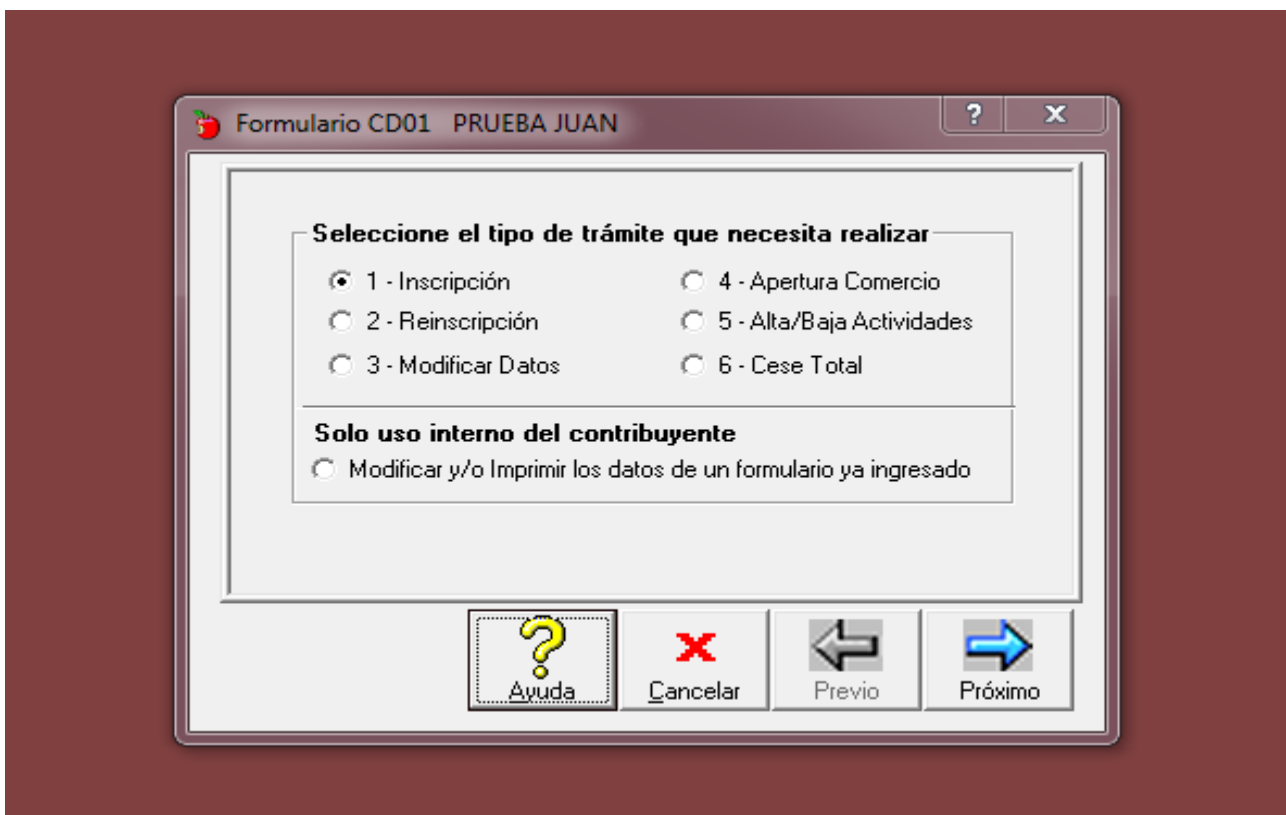 Formulario CD01 PRUEBA JUAN
? x
Seleccione el tipo de trámite que necesita realizar
1 - Inscripción
4 - Apertura Comercio
2 - Reinscripción
5 - Alta/Baja Actividades
3 - Modificar Datos
6 - Cese Total
Solo uso interno del contribuyente
Modificar y/o Imprimir los datos de un formulario ya ingresado
Ayuda
Cancelar
Previo
Próximo